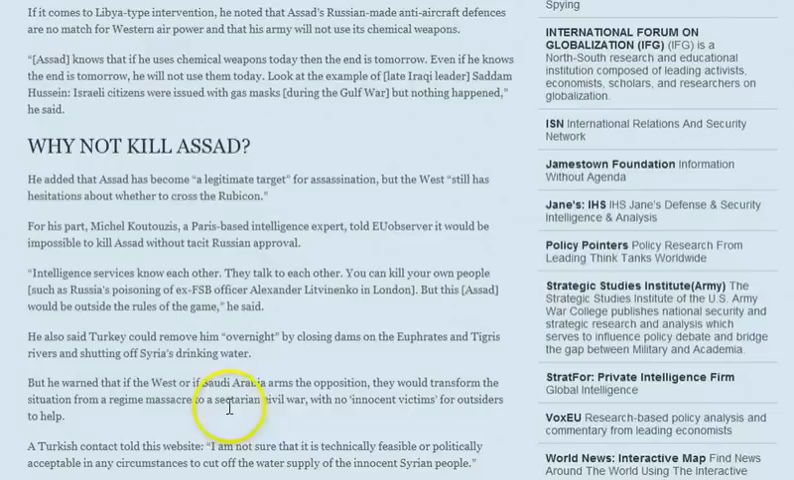 If it comes to Libya-type intervention, he noted that Assad's Russian-made anti-aircraft defences
are no match for Western air power and that his army will not use its chemical weapons.
“[Assad] knows that if he uses chemical weapons today then the end is tomorrow. Even if he knows
the end is tomorrow, he will not use them today. Look at the example of [late Iraqi leader] Saddam
Hussein: Israeli citizens were issued with gas masks [during the Gulf War] but nothing happened,”
he said.
WHY NOT KILL ASSAD?
He added that Assad has become “a legitimate target” for assassination, but the West “still has
hesitations about whether to cross the Rubicon.”
For his part, Michel Koutouzis, a Paris-based intelligence expert, told EUobserver it would be
impossible to kill Assad without tacit Russian approval.
“Intelligence services know each other. They talk to each other. You can kill your own people
[such as Russia's poisoning of ex-FSB officer Alexander Litvinenko in London]. But this [Assad]
would be outside the rules of the game,” he said.
He also said Turkey could remove him “overnight” by closing dams on the Euphrates and Tigris
rivers and shutting off Syria's drinking water.
But he warned that if the West or if Saudi Arabia arms the opposition, they would transform the
situation from a regime massacre to a sectarian civil war, with no ‘innocent victims’ for outsiders
to help.
A Turkish contact told this website: “I am not sure that it is technically feasible or politically
acceptable in any circumstances to cut off the water supply of the innocent Syrian people.”
Spying
INTERNATIONAL FORUM ON
GLOBALIZATION (IFG) (IFG) is a
North-South research and educational
institution composed of leading activists,
economists, scholars, and researchers on
globalization.
ISN International Relations And Security
Network
Jamestown Foundation Information
Without Agenda
Jane's: IHS IHS Jane's Defense & Security
Intelligence & Analysis
Policy Pointers Policy Research From
Leading Think Tanks Worldwide
Strategic Studies Institute(Army) The
Strategic Studies Institute of the U.S. Army
War College publishes national security and
strategic research and analysis which
serves to influence policy debate and bridge
the gap between Military and Academia.
StratFor: Private Intelligence Firm
Global Intelligence
VoxEU Research-based policy analysis and
commentary from leading economists
World News: Interactive Map Find News
Around The World Using The Interactive